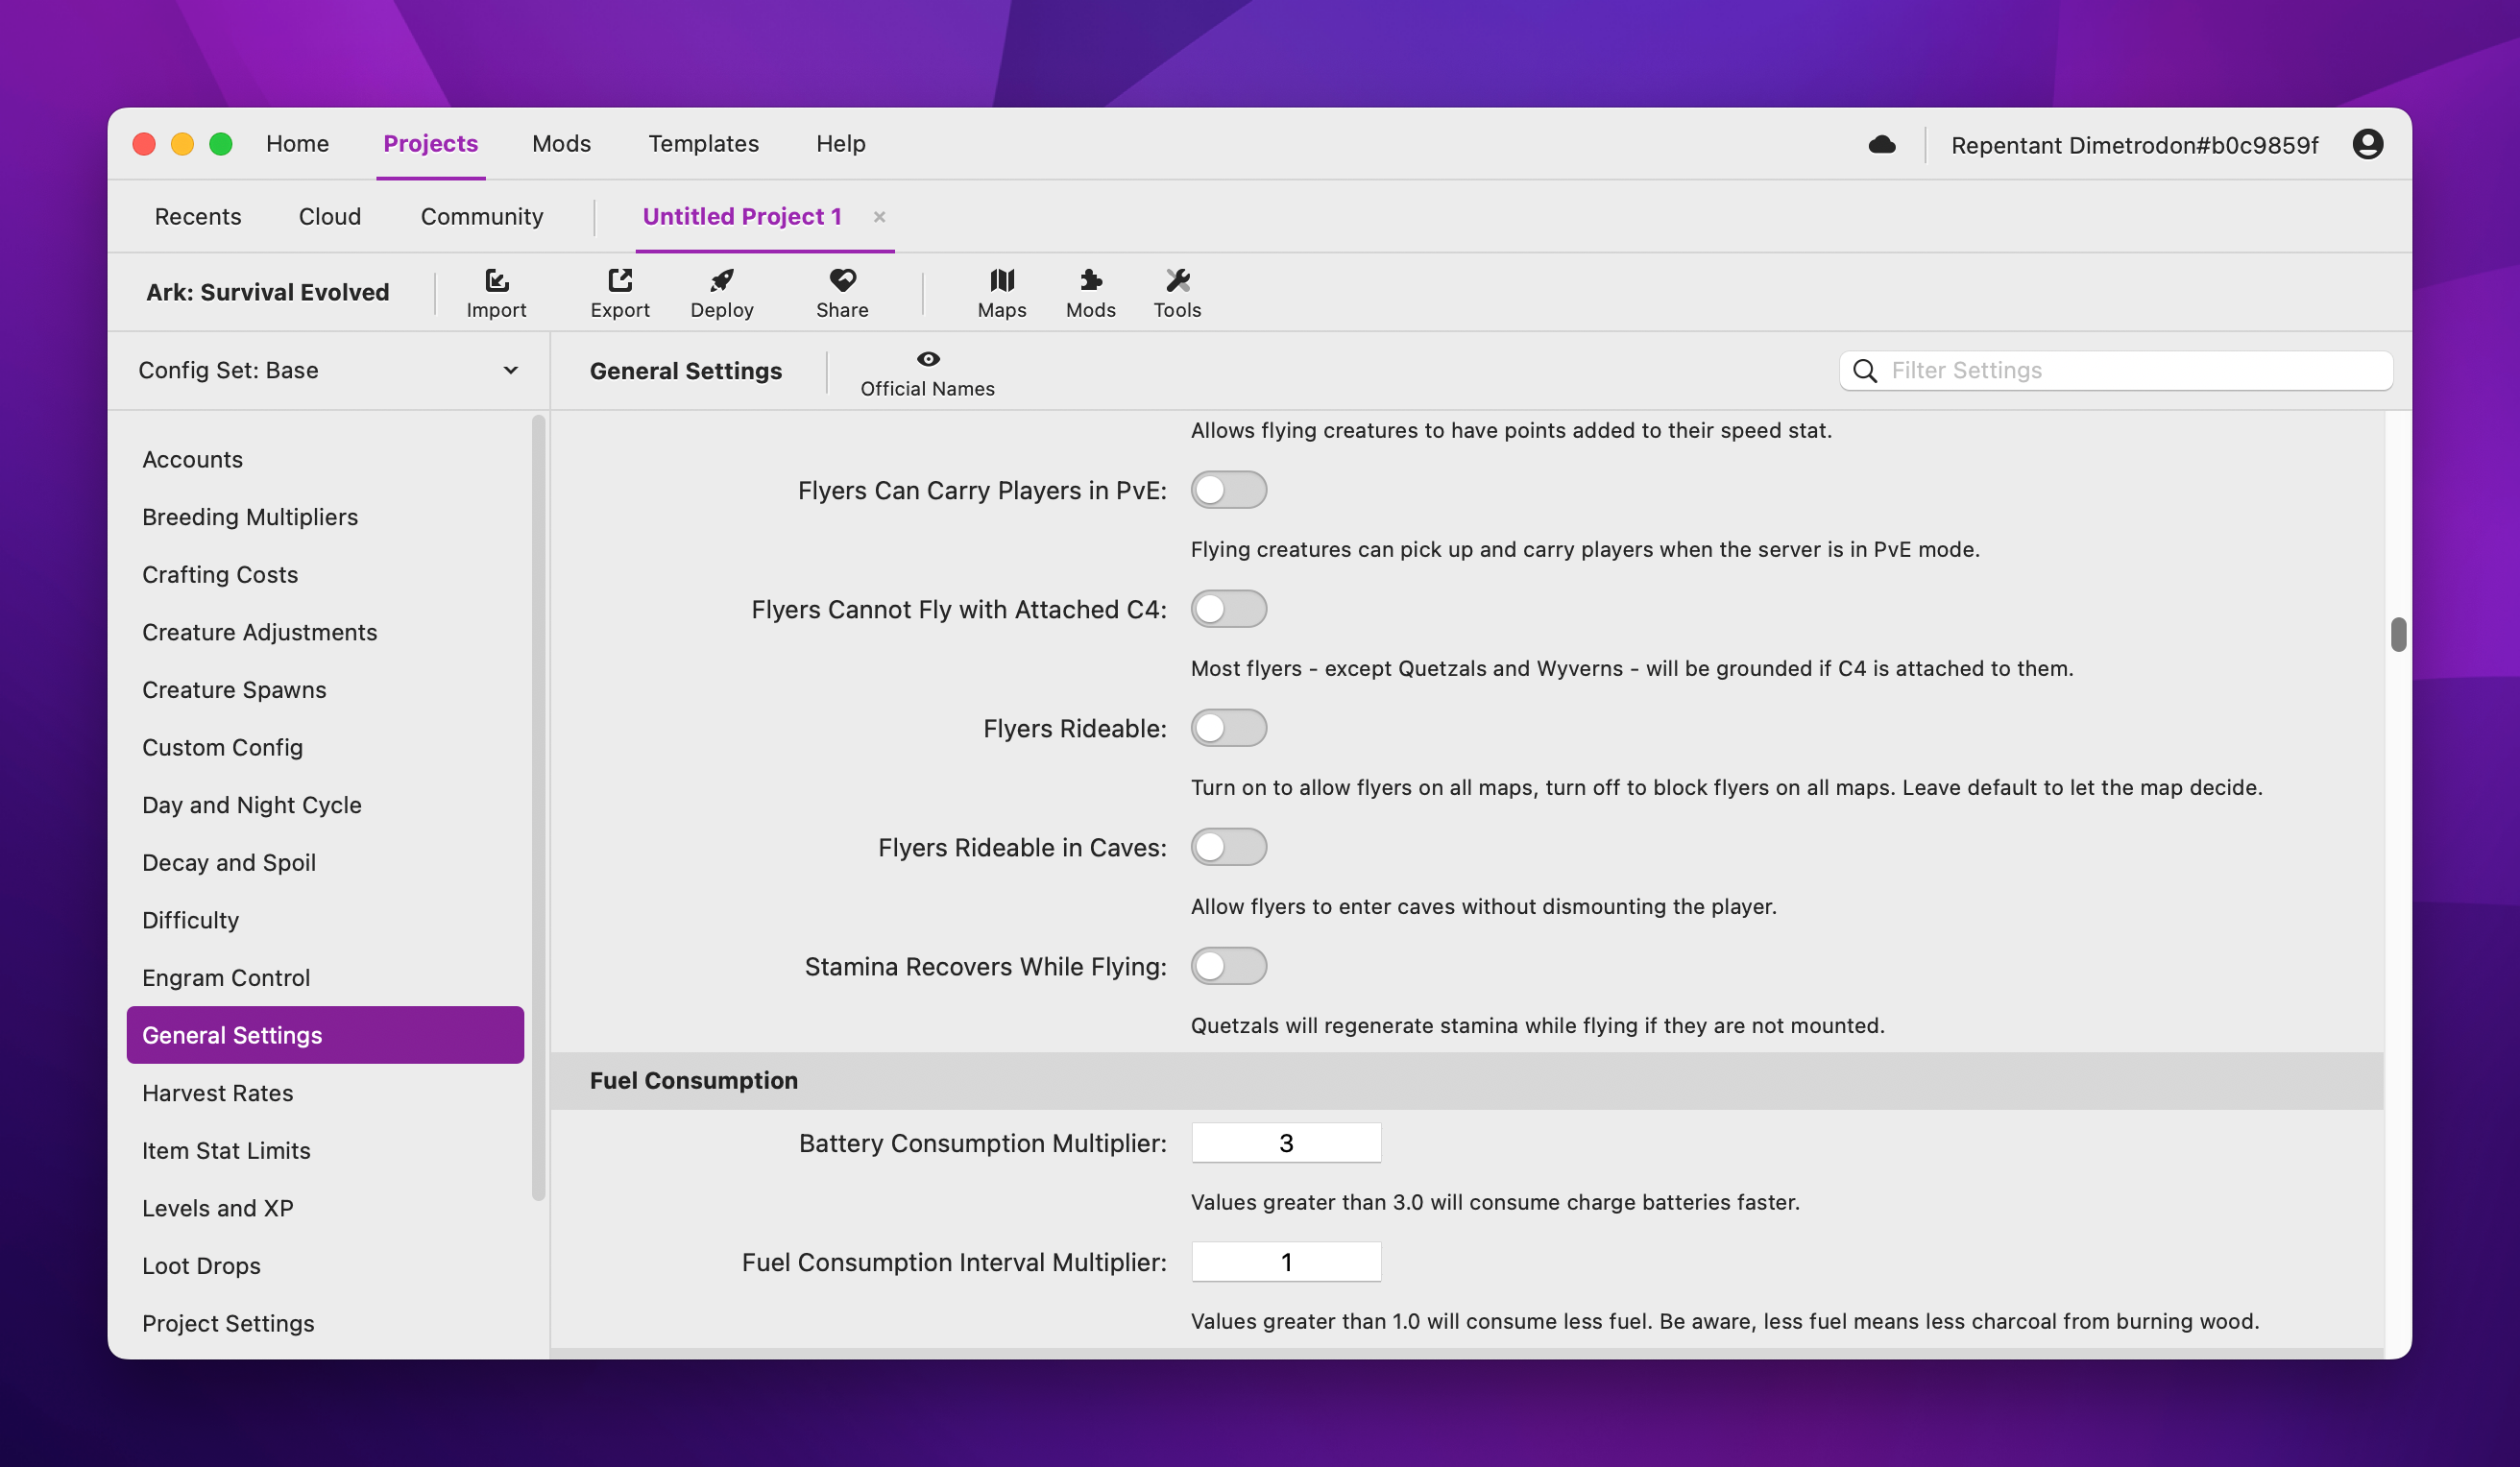 Home
Projects
Mods
Templates
Help
Repentant Dimetrodon#b0c9859f
Recents
Cloud
Community
Untitled Project 1
Ark: Survival Evolved
Import
Export
Deploy
Share
Maps
Mods
Tools
Config Set: Base
General Settings
Official Names
Filter Settings
Accounts
Breeding Multipliers
Crafting Costs
Creature Adjustments
Creature Spawns
Custom Config
Day and Night Cycle
Decay and Spoil
Difficulty
Engram Control
General Settings
Harvest Rates
Item Stat Limits
Levels and XP
Loot Drops
Project Settings
Allows flying creatures to have points added to their speed stat.
Flyers Can Carry Players in PvE:
Flying creatures can pick up and carry players when the server is in PvE mode.
Flyers Cannot Fly with Attached C4:
Most flyers - except Quetzals and Wyverns - will be grounded if C4 is attached to them.
Flyers Rideable:
Turn on to allow flyers on all maps, turn off to block flyers on all maps. Leave default to let the map decide.
Flyers Rideable in Caves:
Allow flyers to enter caves without dismounting the player.
Stamina Recovers While Flying:
Quetzals will regenerate stamina while flying if they are not mounted.
Fuel Consumption
Battery Consumption Multiplier: 3
Values greater than 3.0 will consume charge batteries faster.
Fuel Consumption Interval Multiplier: 1
Values greater than 1.0 will consume less fuel. Be aware, less fuel means less charcoal from burning wood.